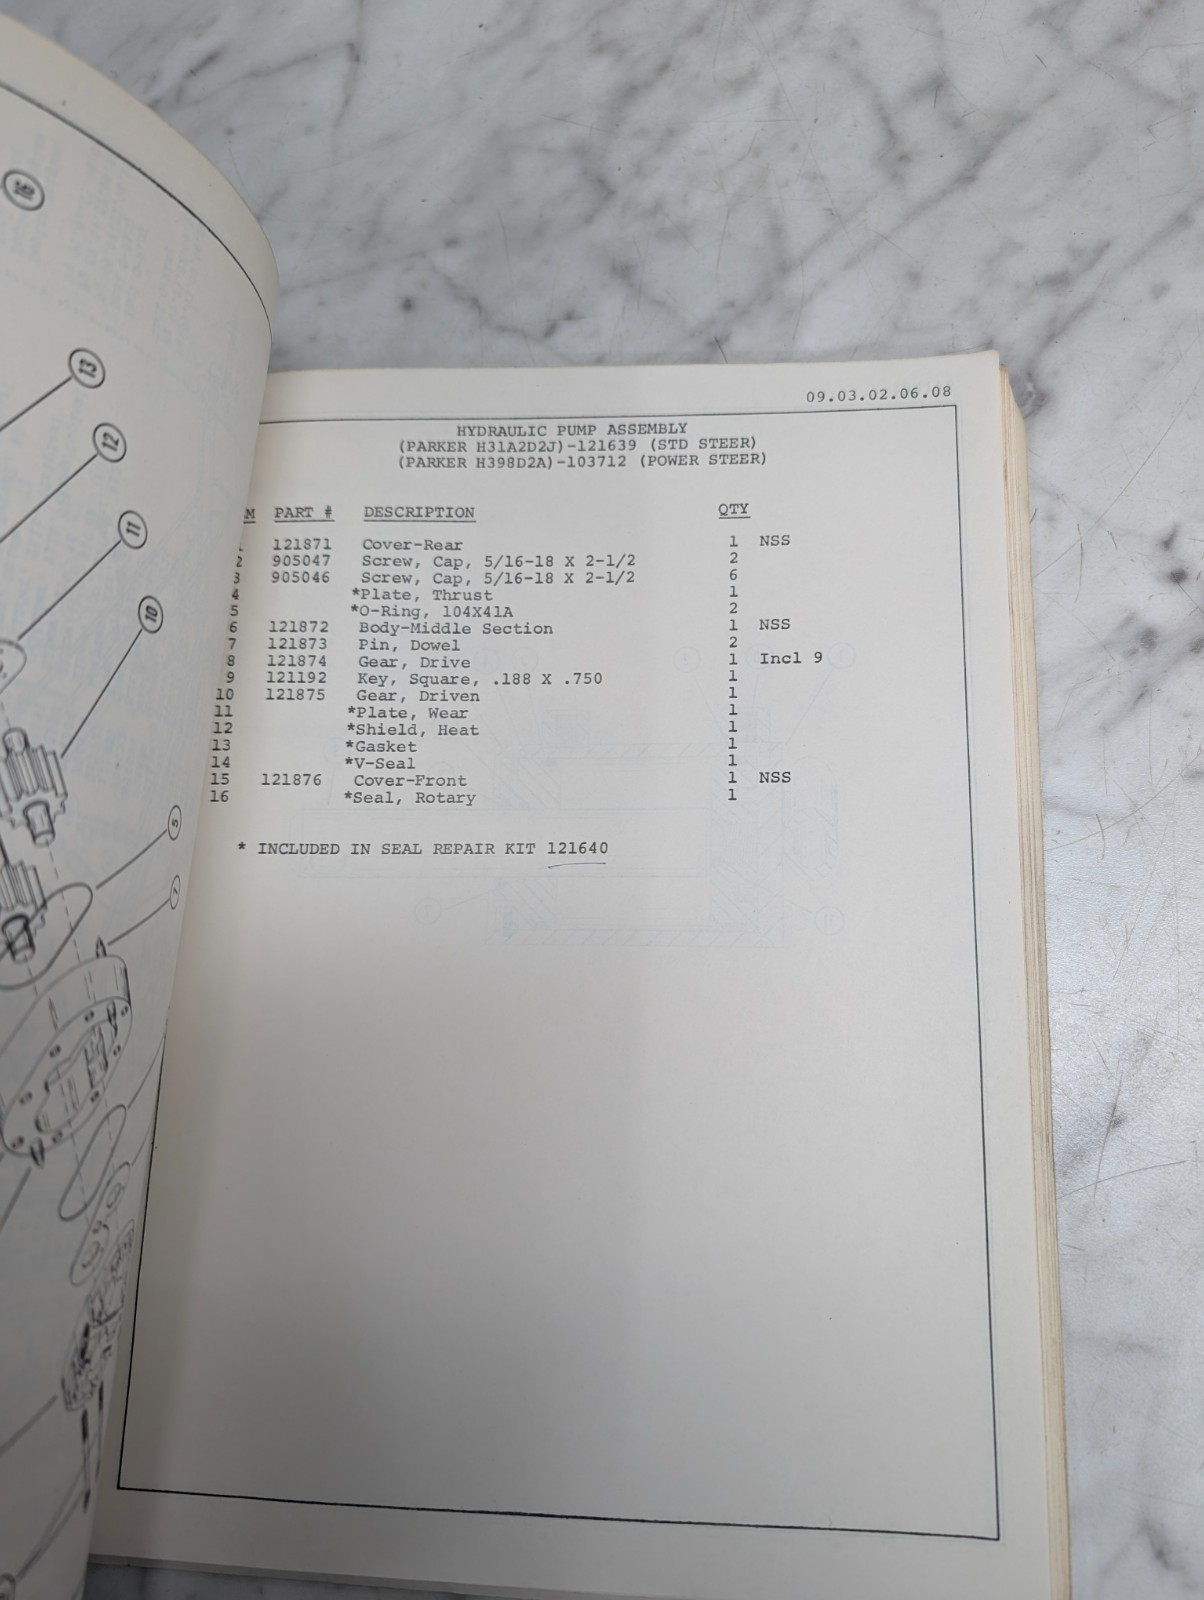 16
13
12
11
10
5
7
09.03.02.06.08
HYDRAULIC PUMP ASSEMBLY
(PARKER H31A2D2J)-121639 (STD STEER)
(PARKER H398D2A)-103712 (POWER STEER)
M PART # DESCRIPTION QTY
121871 Cover-Rear 1 NSS
2 905047 Screw, Cap, 5/16-18 X 2-1/2 2
3 905046 Screw, Cap, 5/16-18 X 2-1/2 6
4 *Plate, Thrust 1
5 *O-Ring, 104X41A 2
6 121872 Body-Middle Section 1 NSS
7 121873 Pin, Dowel 2
8 121874 Gear, Drive 1 Incl 9
9 121192 Key, Square, .188 X .750 1
10 121875 Gear, Driven 1
11 *Plate, Wear 1
12 *Shield, Heat 1
13 *Gasket 1
14 *V-Seal 1
15 121876 Cover-Front 1 NSS
16 *Seal, Rotary 1
* INCLUDED IN SEAL REPAIR KIT 121640